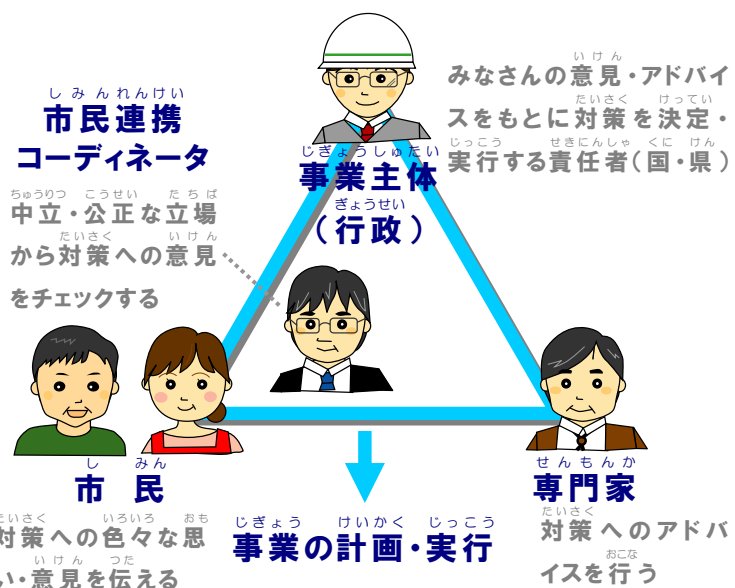 しみんれんけい
市民連携
コーディネータ
ちゅうりつ こうせい たちば
中立・公正な立場
たいさく いけん
から対策への意見
をチェックする
じぎょうしゅたい
事業主体
ぎょうせい
（行政）
いけん
みなさんの意見・アドバイ
たいさく けってい
スをもとに対策を決定・
じっこう せきにんしゃ くに けん
実行する責任者（国・県）
し みん
市民
たいさく いろいろ おも
対策への色々な思
いけん つた
い・意見を伝える
じぎょう けいかく じっこう
事業の計画・実行
せんもんか
専門家
たいさく
対策へのアドバ
おこな
イスを行う